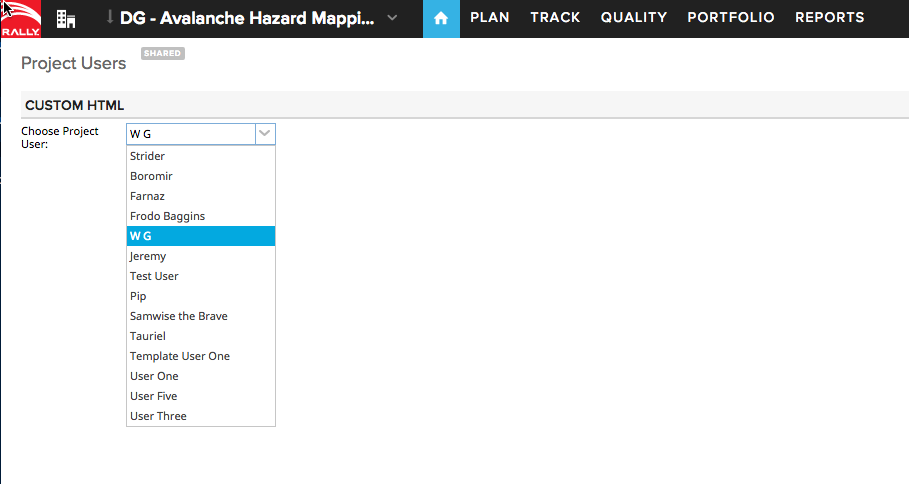 RALLY
DG - Avalanche Hazard Mappi... PLAN TRACK QUALITY PORTFOLIO REPORTS
Project Users SHARED
CUSTOM HTML
Choose Project W G
User:
Strider
Boromir
Farnaz
Frodo Baggins
W G
Jeremy
Test User
Pip
Samwise the Brave
Tauriel
Template User One
User One
User Five
User Three